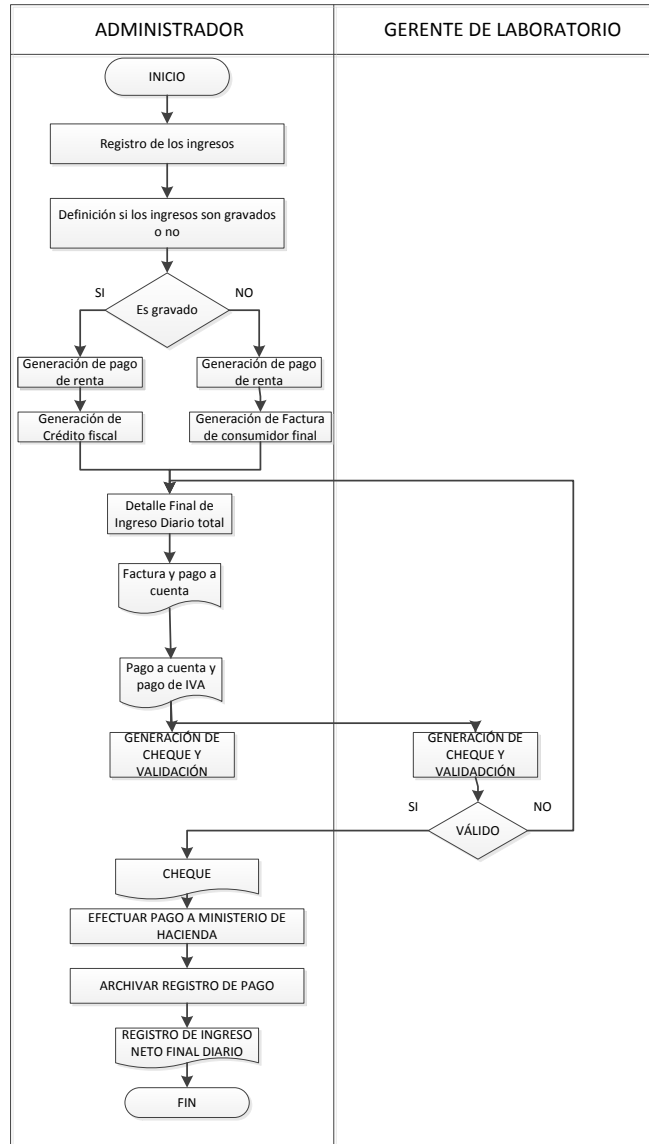 ADMINISTRADOR
GERENTE DE LABORATORIO
INICIO
Registro de los ingresos
Definición si los ingresos son gravados
o no
SI
NO
Es gravado
Generación de pago
de renta
Generación de pago
de renta
Generación de
Crédito fiscal
Generación de Factura
de consumidor final
Detalle Final de
Ingreso Diario total
Factura y pago a
cuenta
Pago a cuenta y
pago de IVA
GENERACIÓN DE
CHEQUE Y
VALIDACIÓN
GENERACIÓN DE
CHEQUE Y
VALIDADCIÓN
SI
NO
VÁLIDO
CHEQUE
EFECTUAR PAGO A MINISTERIO DE
HACIENDA
ARCHIVAR REGISTRO DE PAGO
REGISTRO DE INGRESO
NETO FINAL DIARIO
FIN